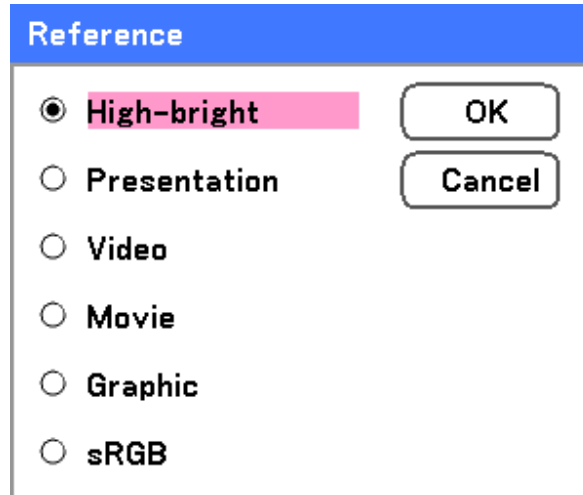 Reference
High-bright OK
Presentation Cancel
Video
Movie
Graphic
sRGB